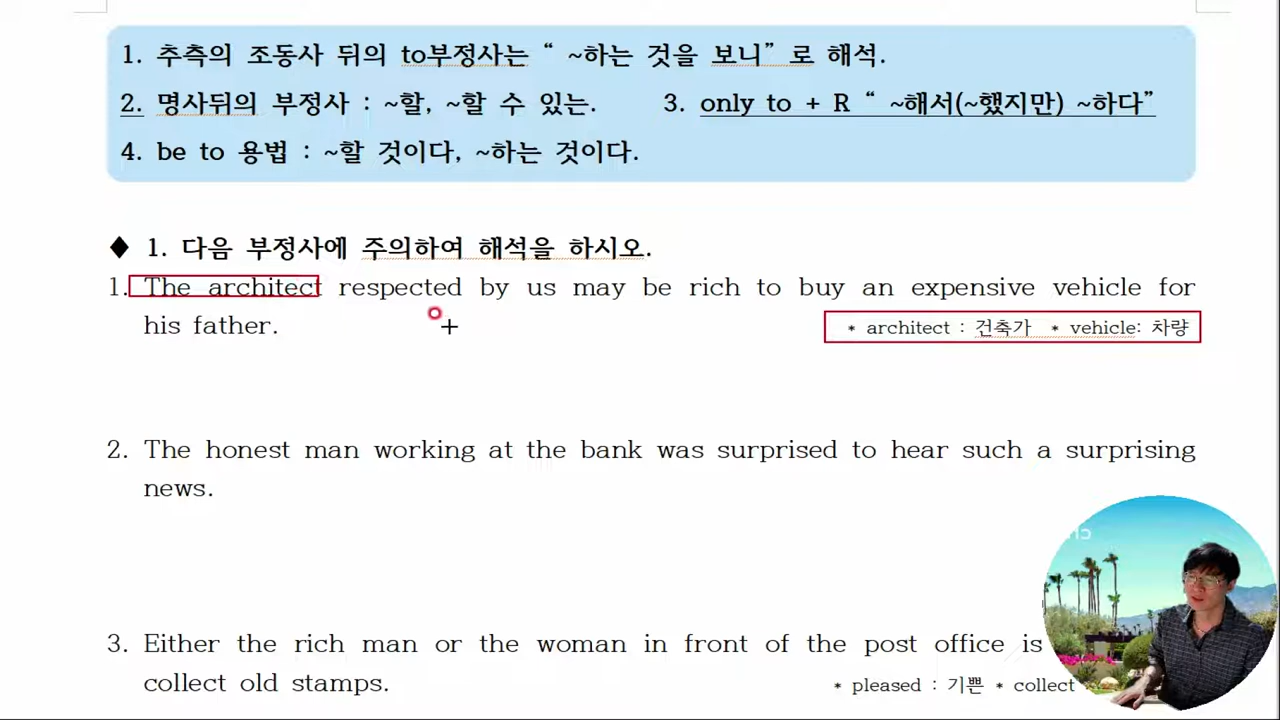 1. 추측의 조동사 뒤의 to부정사는 “ ~하는 것을 보니” 로 해석.
2. 명사뒤의 부정사 : ~할, ~할 수 있는. 3. only to + R “ ~해서(~했지만) ~하다”
4. be to 용법 : ~할 것이다, ~하는 것이다.
◆ 1. 다음 부정사에 주의하여 해석을 하시오.
1. The architect respected by us may be rich to buy an expensive vehicle for
his father. * architect : 건축가 * vehicle: 차량
2. The honest man working at the bank was surprised to hear such a surprising
news.
3. Either the rich man or the woman in front of the post office is
collect old stamps. * pleased : 기쁜 * collect